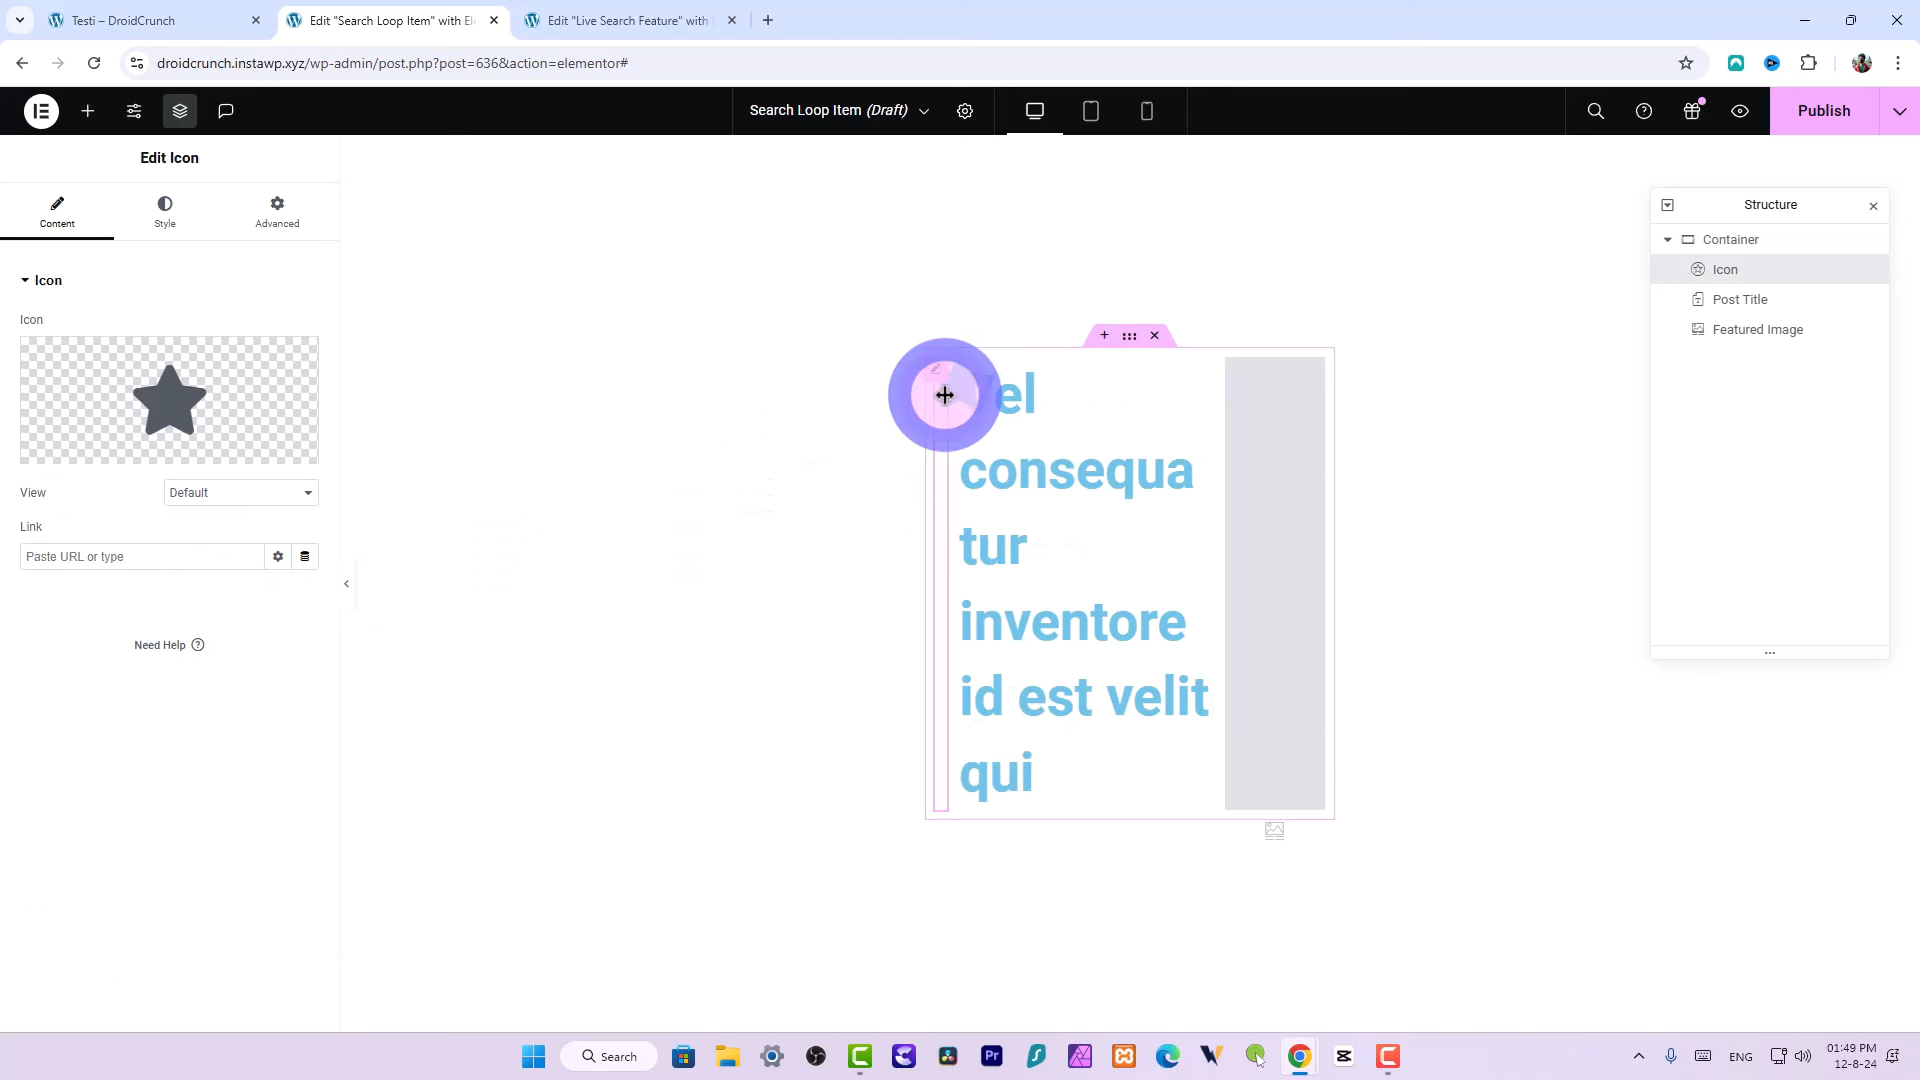 Testi – DroidCrunch
Edit "Search Loop Item" with Ele
Edit "Live Search Feature" with
droidcrunch.instawp.xyz/wp-admin/post.php?post=636&action=elementor#
Search Loop Item (Draft)
Publish
Edit Icon
Content
Style
Advanced
Icon
Icon
View
Default
Link
Paste URL or type
Need Help
el
consequa
tur
inventore
id est velit
qui
Structure
Container
Icon
Post Title
Featured Image
Search
Pr
ENG
01:49 PM
12-8-24